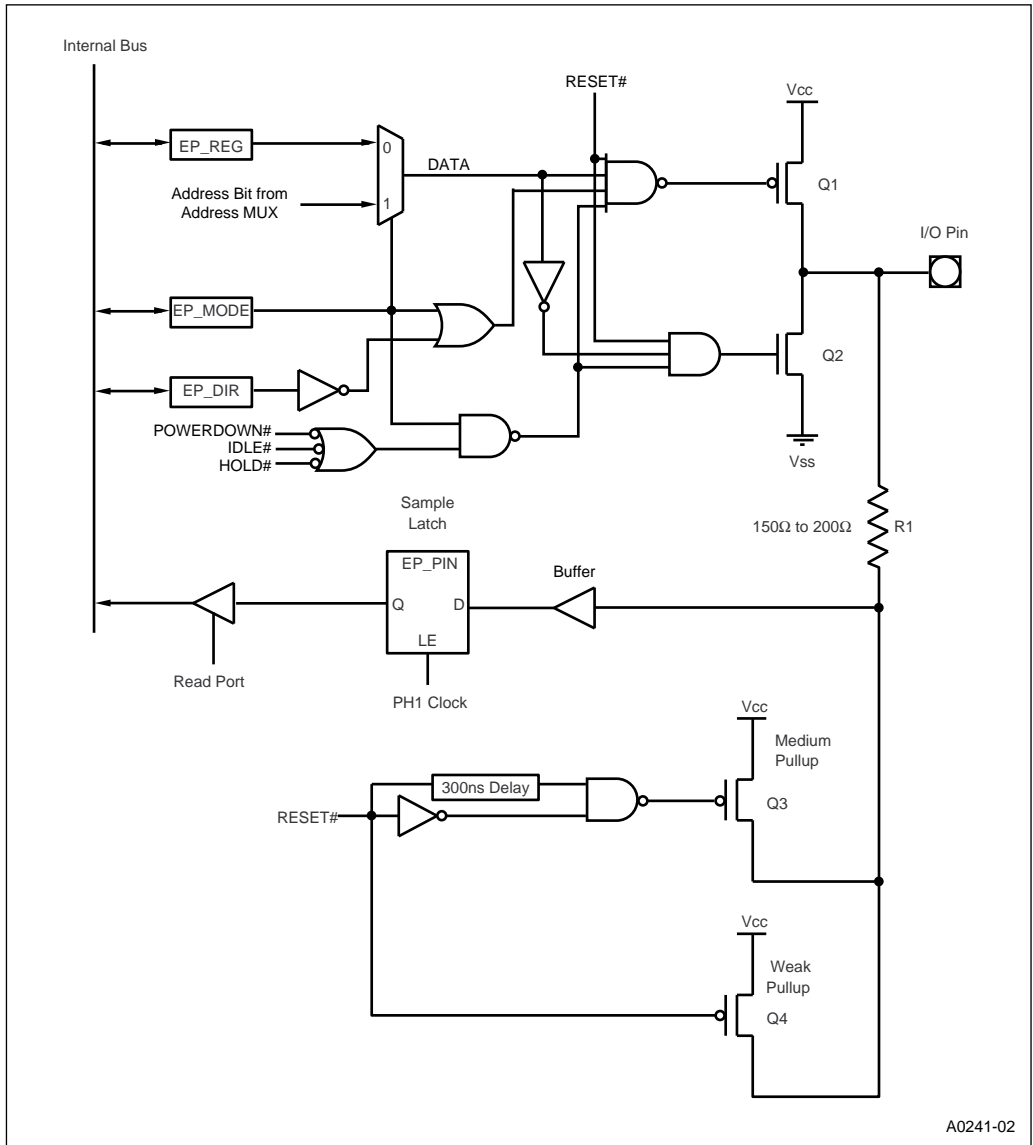 Internal Bus
RESET#
Vcc
EP_REG
0
DATA
Q1
Address Bit from
Address MUX
1
I/O Pin
EP_MODE
Q2
EP_DIR
POWERDOWN#
IDLE#
HOLD#
Vss
Sample
Latch
150Ω to 200Ω
R1
EP_PIN
Buffer
Q
D
LE
Read Port
PH1 Clock
Vcc
Medium
Pullup
300ns Delay
Q3
RESET#
Vcc
Weak
Pullup
Q4
A0241-02